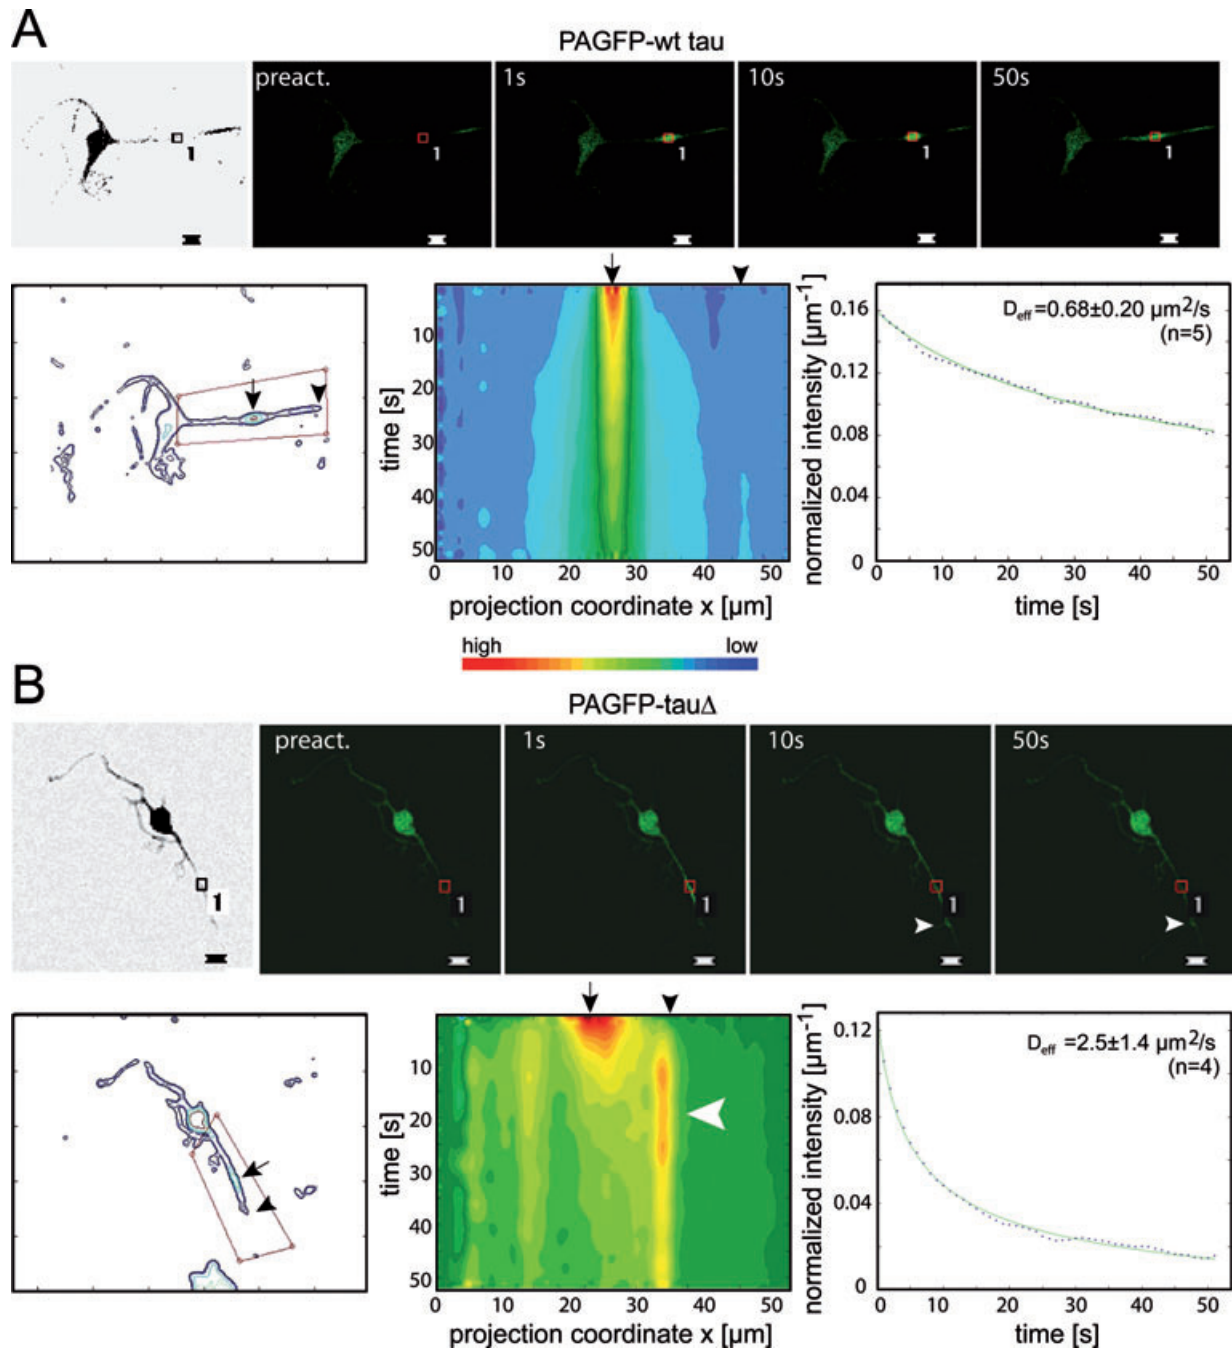 A
PAGFP-wt tau
preact. 1s 10s 50s
1 1 1 1 1
time [s]
10
20
30
40
50
0 10 20 30 40 50
projection coordinate x [µm]
normalized intensity [µm⁻¹]
0.16
0.12
0.08
0.04
0
D_eff =0.68±0.20 µm²/s
(n=5)
0 10 20 30 40 50
time [s]
high low
B
PAGFP-tauΔ
preact. 1s 10s 50s
1 1 1 1 1
time [s]
10
20
30
40
50
0 10 20 30 40 50
projection coordinate x [µm]
normalized intensity [µm⁻¹]
0.12
0.08
0.04
0
D_eff =2.5±1.4 µm²/s
(n=4)
0 10 20 30 40 50
time [s]